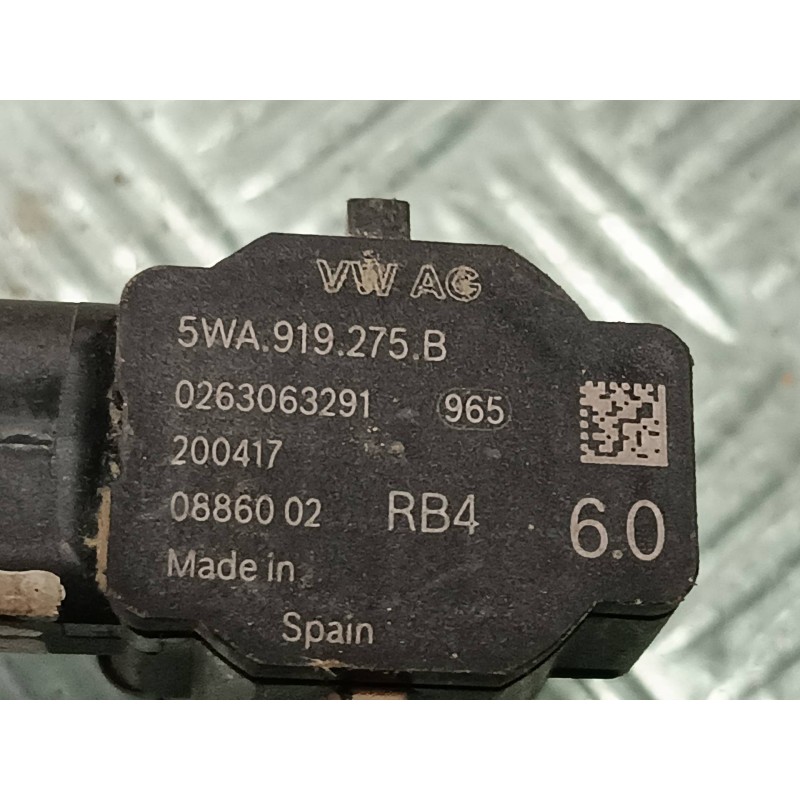 VW AG
5WA.919.275.B
0263063291 965
200417
08860 02 RB4 6.0
Made in
Spain